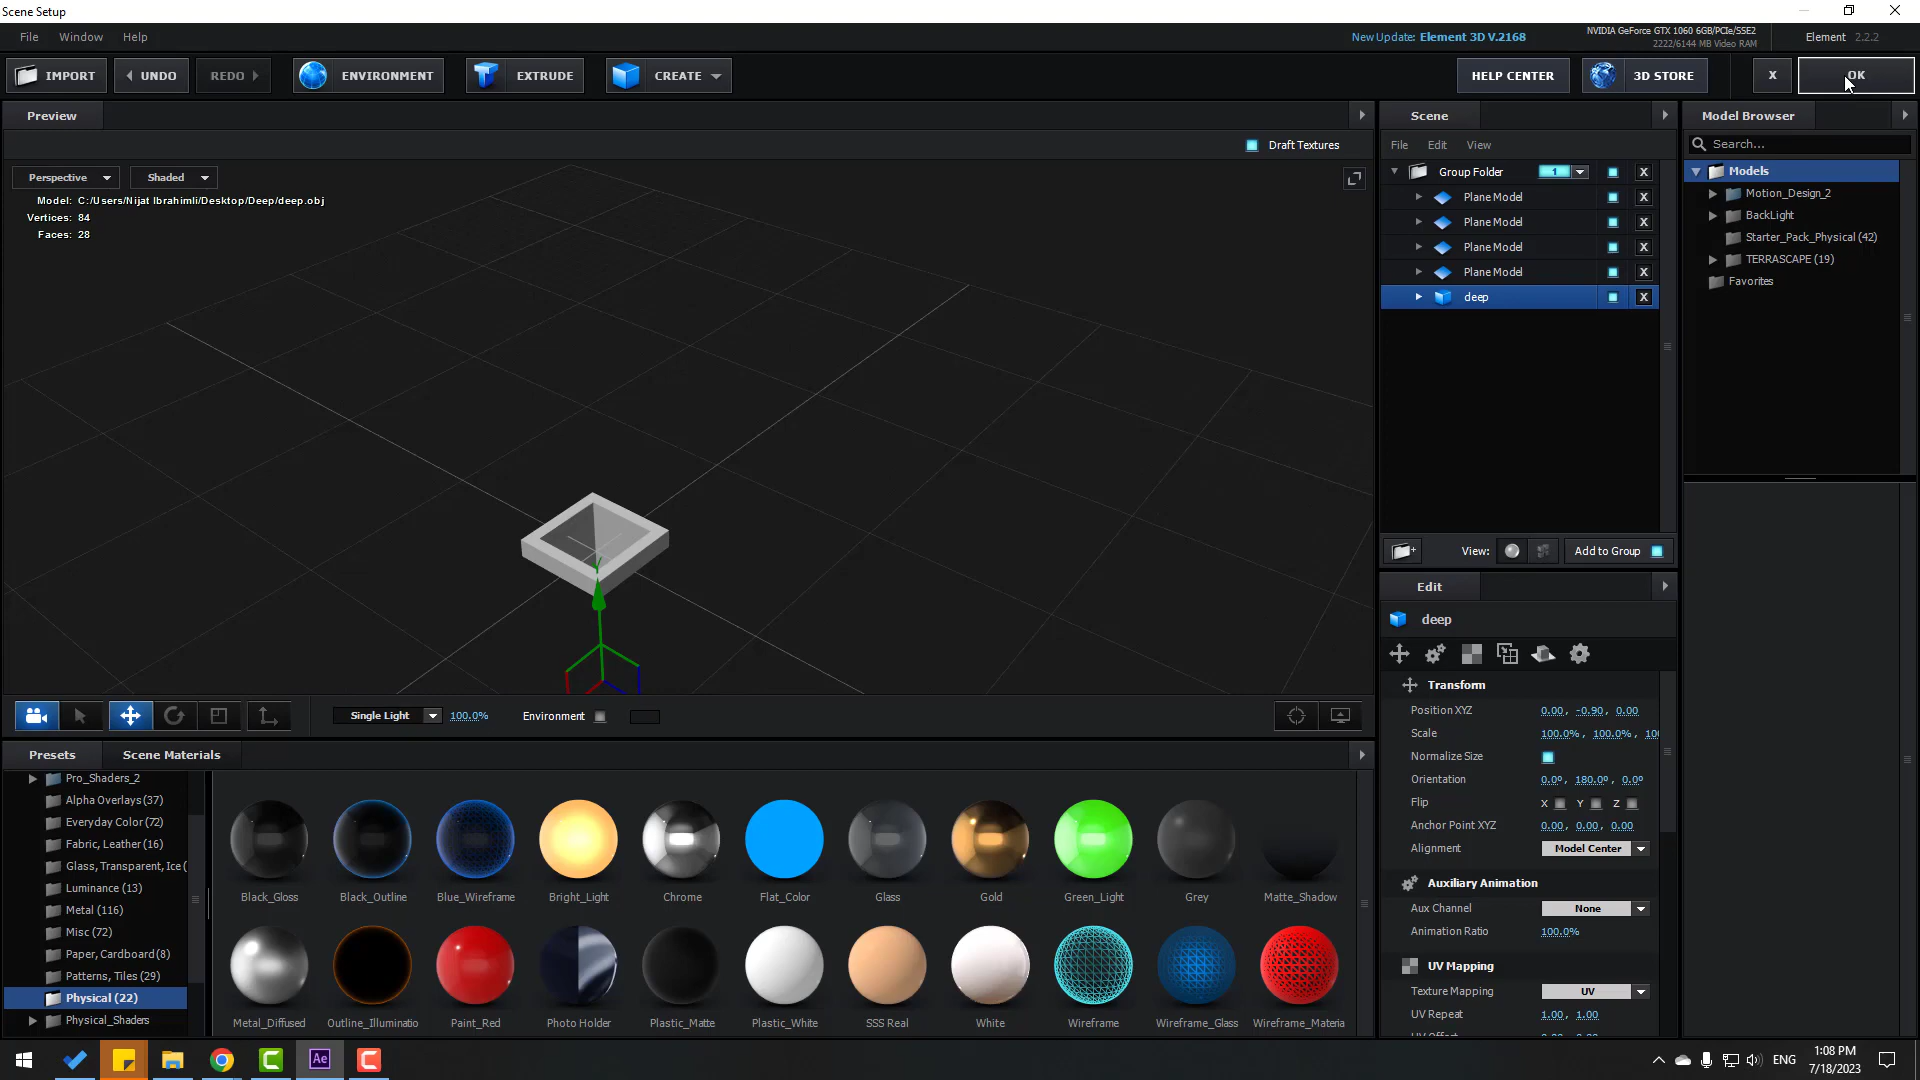 Scene Setup
File Window Help
New Update: Element 3D V.2168
NVIDIA GeForce GTX 1060 6GB/PCIe/SSE2
2222/6144 MB Video RAM
Element 2.2.2
IMPORT UNDO REDO ENVIRONMENT EXTRUDE CREATE HELP CENTER 3D STORE X OK
Preview
Draft Textures
Perspective Shaded
Model: C:/Users/Nijat Ibrahimli/Desktop/Deep/deep.obj
Vertices: 84
Faces: 28
Scene
File Edit View
Group Folder 1 X
Plane Model X
Plane Model X
Plane Model X
Plane Model X
deep X
View: Add to Group
Model Browser
Search...
Models
Motion_Design_2
BackLight
Starter_Pack_Physical (42)
TERRASCAPE (19)
Favorites
Edit
deep
Transform
Position XYZ 0.00, -0.90, 0.00
Scale 100.0%, 100.0%, 10
Normalize Size
Orientation 0.0º, 180.0º, 0.0º
Flip X Y Z
Anchor Point XYZ 0.00, 0.00, 0.00
Alignment Model Center
Auxiliary Animation
Aux Channel None
Animation Ratio 100.0%
UV Mapping
Texture Mapping UV
UV Repeat 1.00, 1.00
Single Light 100.0% Environment
Presets Scene Materials
Pro_Shaders_2
Alpha Overlays (37)
Everyday Color (72)
Fabric, Leather (16)
Glass, Transparent, Ice (
Luminance (13)
Metal (116)
Misc (72)
Paper, Cardboard (8)
Patterns, Tiles (29)
Physical (22)
Physical_Shaders
Black_Gloss Black_Outline Blue_Wireframe Bright_Light Chrome Flat_Color Glass Gold Green_Light Grey Matte_Shadow
Metal_Diffused Outline_Illuminatio Paint_Red Photo Holder Plastic_Matte Plastic_White SSS Real White Wireframe Wireframe_Glass Wireframe_Materia
Ae
ENG
1:08 PM
7/18/2023